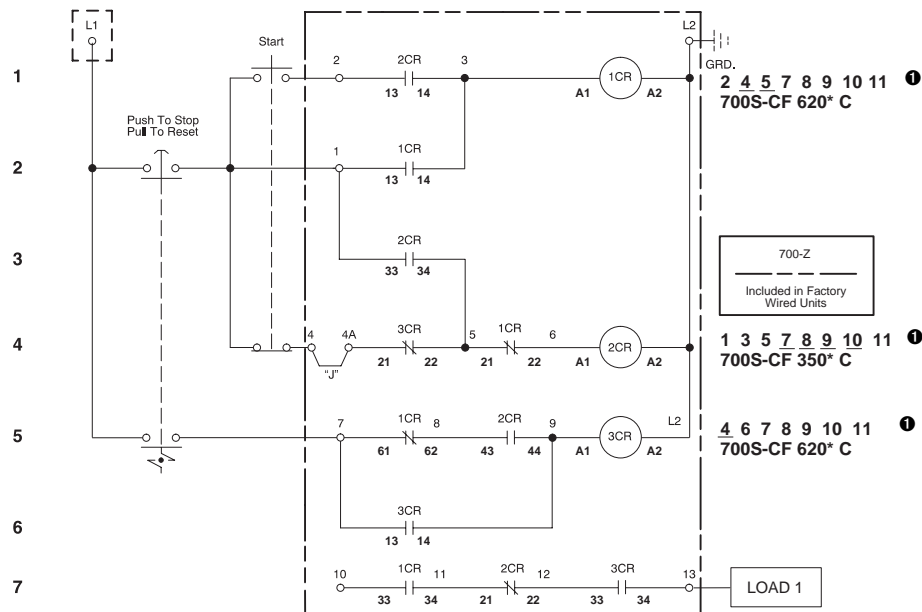 L1
L2
Start
GRD.
1
2
2CR
3
13 14
1CR
A1 A2
2 4 5 7 8 9 10 11 ❶
700S-CF 620* C
Push To Stop
Pull To Reset
2
1
1CR
13 14
3
2CR
33 34
700-Z
Included in Factory
Wired Units
4
4
4A
3CR
5
1CR
6
21 22
21 22
2CR
A1 A2
"J"
1 3 5 7 8 9 10 11 ❶
700S-CF 350* C
5
7
1CR
8
2CR
9
61 62
43 44
3CR
A1 A2
L2
4 6 7 8 9 10 11 ❶
700S-CF 620* C
6
3CR
13 14
7
10
1CR
11
2CR
12
3CR
13
33 34
21 22
33 34
LOAD 1